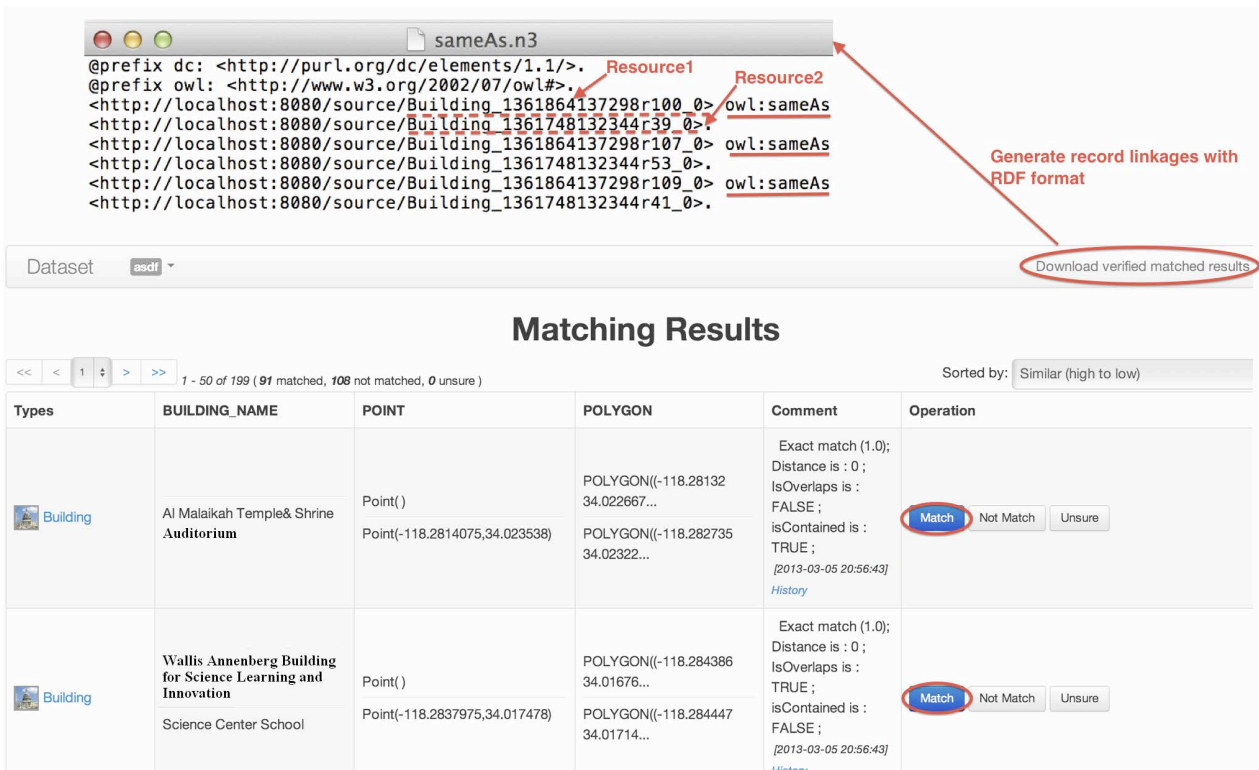 sameAs.n3
@prefix dc: <http://purl.org/dc/elements/1.1/>.
Resource1
@prefix owl: <http://www.w3.org/2002/07/owl#>.
Resource2
<http://localhost:8080/source/Building_1361864137298r100_0> owl:sameAs
<http://localhost:8080/source/Building_1361748132344r39_0>.
<http://localhost:8080/source/Building_1361864137298r107_0> owl:sameAs
<http://localhost:8080/source/Building_1361748132344r53_0>.
<http://localhost:8080/source/Building_1361864137298r109_0> owl:sameAs
<http://localhost:8080/source/Building_1361748132344r41_0>.
Generate record linkages with
RDF format
Dataset asdf Download verified matched results
Matching Results
<< < 1 > >> 1 - 50 of 199 ( 91 matched, 108 not matched, 0 unsure )
Sorted by: Similar (high to low)
Types BUILDING_NAME POINT POLYGON Comment Operation
Building
Al Malaikah Temple& Shrine
Auditorium
Point( )
Point(-118.2814075,34.023538)
POLYGON((-118.28132
34.022667...
POLYGON((-118.282735
34.02322...
Exact match (1.0);
Distance is : 0 ;
IsOverlaps is :
FALSE ;
isContained is :
TRUE ;
[2013-03-05 20:56:43]
History
Match Not Match Unsure
Building
Wallis Annenberg Building
for Science Learning and
Innovation
Science Center School
Point( )
Point(-118.2837975,34.017478)
POLYGON((-118.284386
34.01676...
POLYGON((-118.284447
34.01714...
Exact match (1.0);
Distance is : 0 ;
IsOverlaps is :
TRUE ;
isContained is :
FALSE ;
[2013-03-05 20:56:43]
History
Match Not Match Unsure